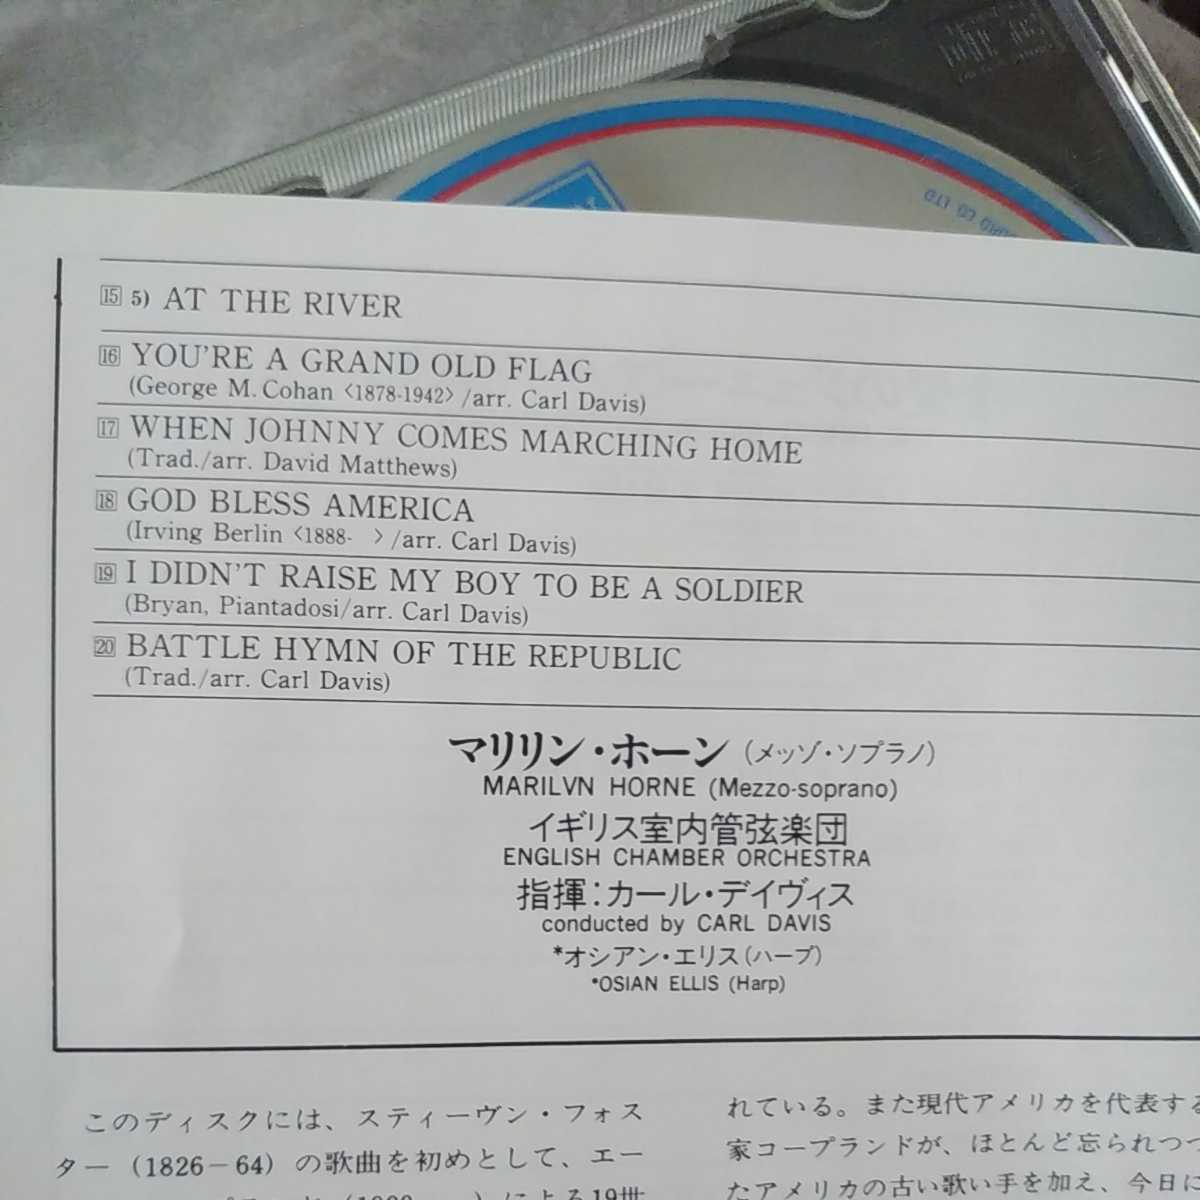 RIO CO. LTD
15 5) AT THE RIVER
16 YOU'RE A GRAND OLD FLAG
(George M. Cohan <1878-1942> /arr. Carl Davis)
17 WHEN JOHNNY COMES MARCHING HOME
(Trad./arr. David Matthews)
18 GOD BLESS AMERICA
(Irving Berlin <1888- > /arr. Carl Davis)
19 I DIDN'T RAISE MY BOY TO BE A SOLDIER
(Bryan, Piantadosi/arr. Carl Davis)
20 BATTLE HYMN OF THE REPUBLIC
(Trad./arr. Carl Davis)
マリリン・ホーン (メッゾ・ソプラノ)
MARILVN HORNE (Mezzo-soprano)
イギリス室内管弦楽団
ENGLISH CHAMBER ORCHESTRA
指揮：カール・デイヴィス
conducted by CARL DAVIS
*オシアン・エリス (ハープ)
*OSIAN ELLIS (Harp)
このディスクには、スティーヴン・フォス
ター (1826－64) の歌曲を初めとして、エー
による19世
れている。また現代アメリカを代表する
家コープランドが、ほとんど忘られつつ
たアメリカの古い歌い手を加え、今日に